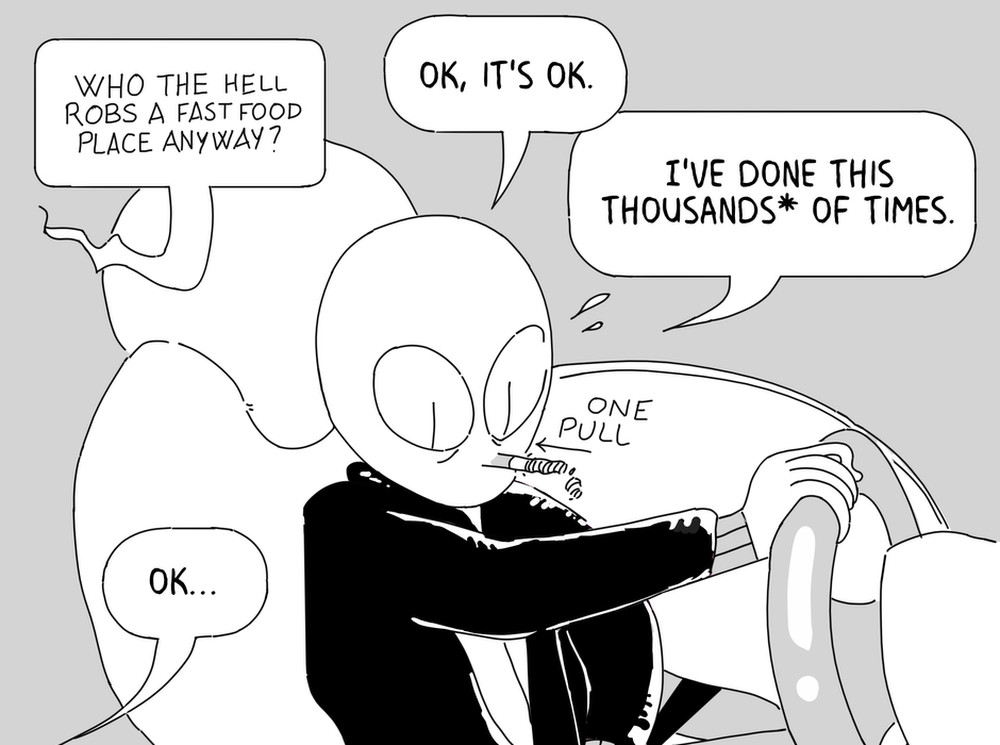 WHO THE HELL
ROBS A FAST FOOD
PLACE ANYWAY?
OK, IT'S OK.
I'VE DONE THIS
THOUSANDS* OF TIMES.
ONE
PULL
OK...